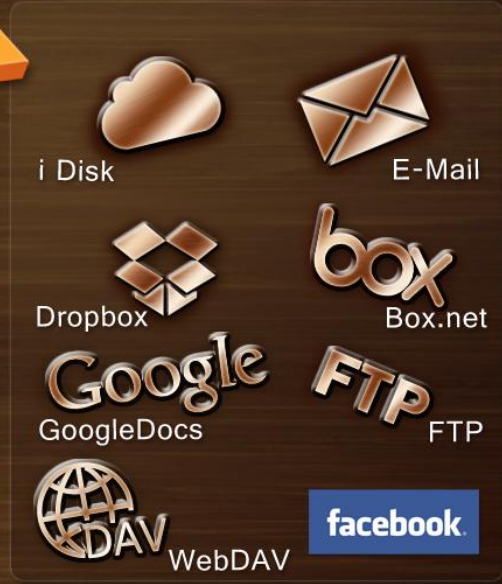 i Disk
E-Mail
Dropbox
box
Box.net
Google
GoogleDocs
FTP
FTP
DAV
WebDAV
facebook